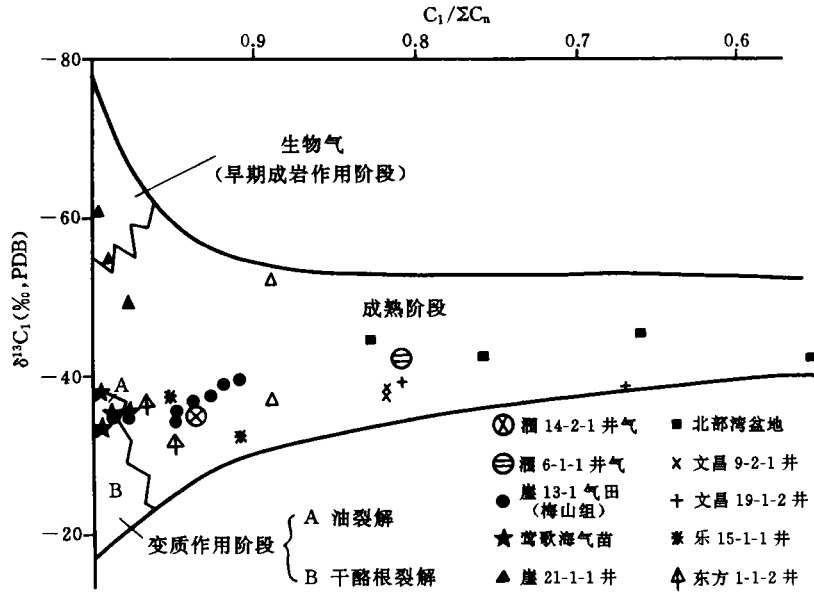 C₁/ΣCₙ
0.9 0.8 0.7 0.6
−80
−60
−40
−20
δ¹³C₁(‰,PDB)
生物气
(早期成岩作用阶段)
成熟阶段
A
B
变质作用阶段
A 油裂解
B 干酪根裂解
涠 14-2-1 井气
涠 6-1-1 井气
崖 13-1 气田
(梅山组)
莺歌海气苗
崖 21-1-1 井
北部湾盆地
文昌 9-2-1 井
文昌 19-1-2 井
乐 15-1-1 井
东方 1-1-2 井